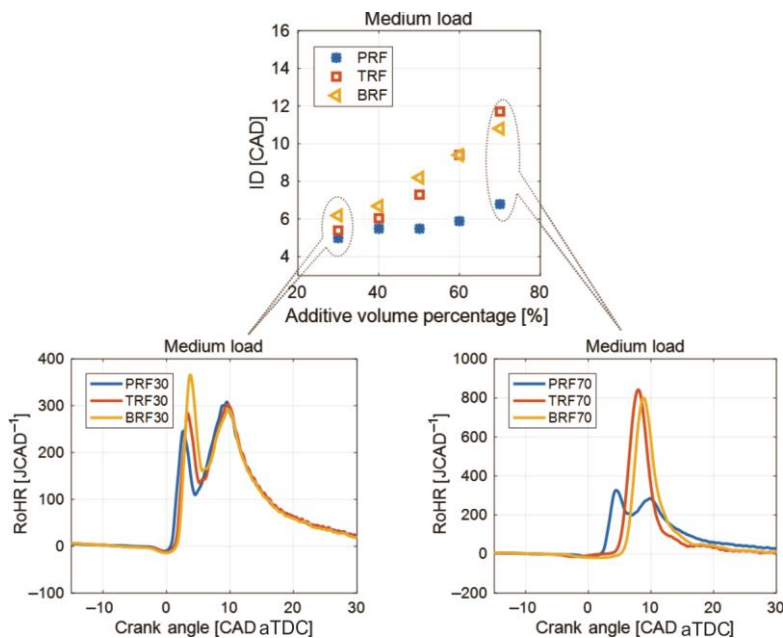 Medium load
16
14
12
10
8
6
4
ID [CAD]
PRF
TRF
BRF
20 40 60 80
Additive volume percentage [%]
Medium load
400
300
200
100
0
–100
RoHR [JCAD⁻¹]
PRF30
TRF30
BRF30
–10 0 10 20 30
Crank angle [CAD aTDC]
Medium load
1000
800
600
400
200
0
–200
RoHR [JCAD⁻¹]
PRF70
TRF70
BRF70
–10 0 10 20 30
Crank angle [CAD aTDC]